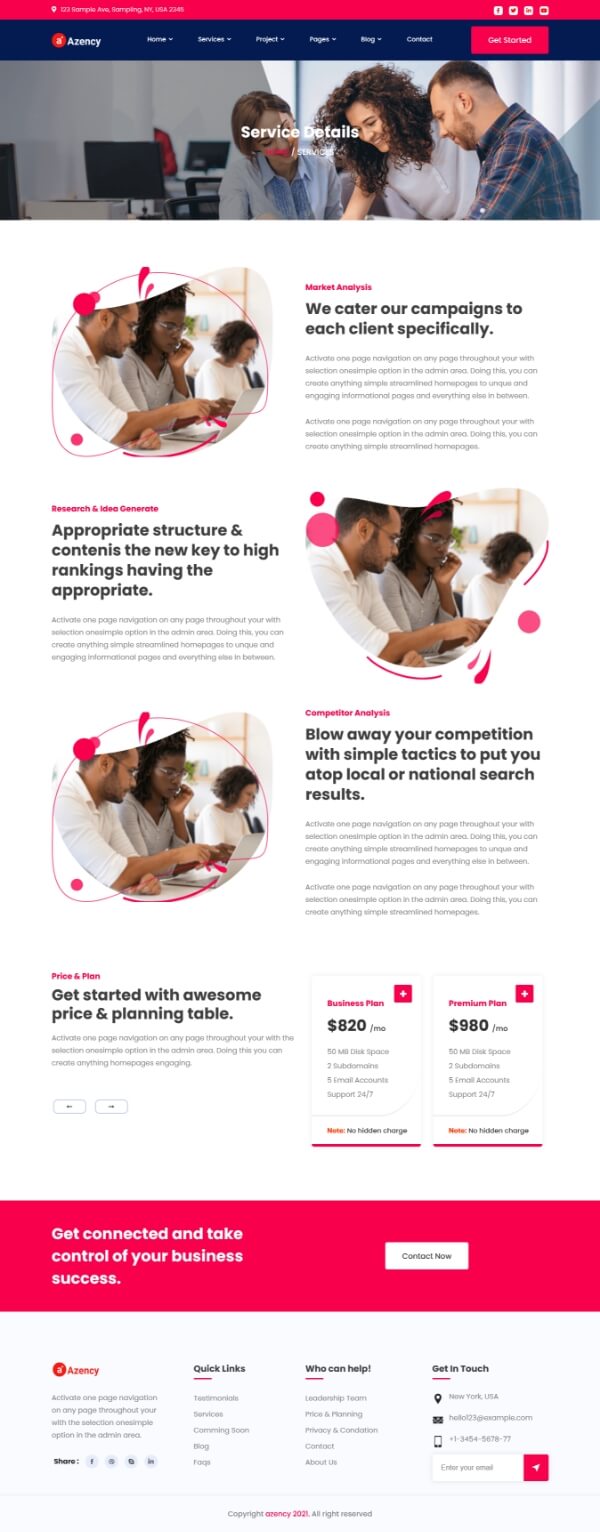 123 Sample Ave, Sampling, NY, USA 2345
Azency
Home
Services
Project
Pages
Blog
Contact
Get Started
Service Details
/ SERVICES
Market Analysis
We cater our campaigns to
each client specifically.
Activate one page navigation on any page throughout your with
selection onesimple option in the admin area. Doing this, you can
create anything simple streamlined homepages to unque and
engaging informational pages and everything else in between.
Activate one page navigation on any page throughout your with
selection onesimple option in the admin area. Doing this, you can
create anything simple streamlined homepages.
Research & Idea Generate
Appropriate structure &
contenis the new key to high
rankings having the
appropriate.
Activate one page navigation on any page throughout your with
selection onesimple option in the admin area. Doing this, you can
create anything simple streamlined homepages to unque and
engaging informational pages and everything else in between.
Competitor Analysis
Blow away your competition
with simple tactics to put you
atop local or national search
results.
Activate one page navigation on any page throughout your with
selection onesimple option in the admin area. Doing this, you can
create anything simple streamlined homepages to unque and
engaging informational pages and everything else in between.
Activate one page navigation on any page throughout your with
selection onesimple option in the admin area. Doing this, you can
create anything simple streamlined homepages.
Price & Plan
Get started with awesome
price & planning table.
Activate one page navigation on any page throughout your with the
selection onesimple option in the admin area. Doing this you can
create anything homepages engaging.
← →
Business Plan
$820 /mo
50 MB Disk Space
2 Subdomains
5 Email Accounts
Support 24/7
Note: No hidden charge
Premium Plan
$980 /mo
50 MB Disk Space
2 Subdomains
5 Email Accounts
Support 24/7
Note: No hidden charge
Get connected and take
control of your business
success.
Contact Now
Azency
Activate one page navigation
on any page throughout your
with the selection onesimple
option in the admin area.
Share :
Quick Links
Testimonials
Services
Comming Soon
Blog
Faqs
Who can help!
Leadership Team
Price & Planning
Privacy & Condation
Contact
About Us
Get In Touch
New York, USA
hello123@example.com
+1-3454-5678-77
Enter your email
Copyright azency 2021. All right reserved